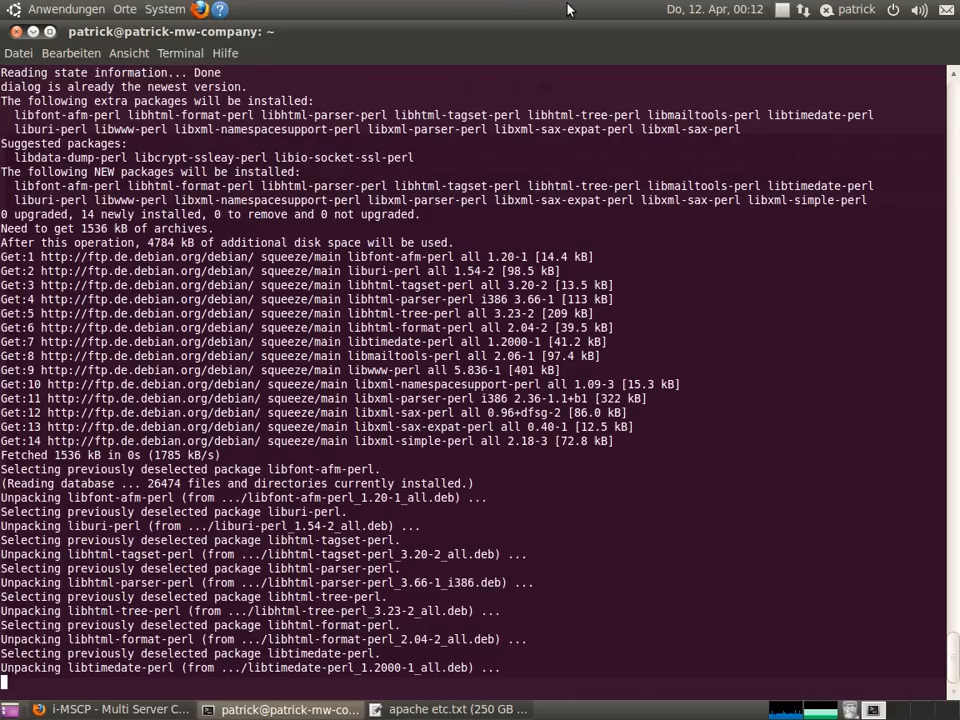 Anwendungen Orte System Do, 12. Apr, 00:12 patrick
patrick@patrick-mw-company: ~
Datei Bearbeiten Ansicht Terminal Hilfe
Reading state information... Done
dialog is already the newest version.
The following extra packages will be installed:
libfont-afm-perl libhtml-format-perl libhtml-parser-perl libhtml-tagset-perl libhtml-tree-perl libmailtools-perl libtimedate-perl
liburi-perl libwww-perl libxml-namespacesupport-perl libxml-parser-perl libxml-sax-expat-perl libxml-sax-perl
Suggested packages:
libdata-dump-perl libcrypt-ssleay-perl libio-socket-ssl-perl
The following NEW packages will be installed:
libfont-afm-perl libhtml-format-perl libhtml-parser-perl libhtml-tagset-perl libhtml-tree-perl libmailtools-perl libtimedate-perl
liburi-perl libwww-perl libxml-namespacesupport-perl libxml-parser-perl libxml-sax-expat-perl libxml-sax-perl libxml-simple-perl
0 upgraded, 14 newly installed, 0 to remove and 0 not upgraded.
Need to get 1536 kB of archives.
After this operation, 4784 kB of additional disk space will be used.
Get:1 http://ftp.de.debian.org/debian/ squeeze/main libfont-afm-perl all 1.20-1 [14.4 kB]
Get:2 http://ftp.de.debian.org/debian/ squeeze/main liburi-perl all 1.54-2 [98.5 kB]
Get:3 http://ftp.de.debian.org/debian/ squeeze/main libhtml-tagset-perl all 3.20-2 [13.5 kB]
Get:4 http://ftp.de.debian.org/debian/ squeeze/main libhtml-parser-perl i386 3.66-1 [113 kB]
Get:5 http://ftp.de.debian.org/debian/ squeeze/main libhtml-tree-perl all 3.23-2 [209 kB]
Get:6 http://ftp.de.debian.org/debian/ squeeze/main libhtml-format-perl all 2.04-2 [39.5 kB]
Get:7 http://ftp.de.debian.org/debian/ squeeze/main libtimedate-perl all 1.2000-1 [41.2 kB]
Get:8 http://ftp.de.debian.org/debian/ squeeze/main libmailtools-perl all 2.06-1 [97.4 kB]
Get:9 http://ftp.de.debian.org/debian/ squeeze/main libwww-perl all 5.836-1 [401 kB]
Get:10 http://ftp.de.debian.org/debian/ squeeze/main libxml-namespacesupport-perl all 1.09-3 [15.3 kB]
Get:11 http://ftp.de.debian.org/debian/ squeeze/main libxml-parser-perl i386 2.36-1.1+b1 [322 kB]
Get:12 http://ftp.de.debian.org/debian/ squeeze/main libxml-sax-perl all 0.96+dfsg-2 [86.0 kB]
Get:13 http://ftp.de.debian.org/debian/ squeeze/main libxml-sax-expat-perl all 0.40-1 [12.5 kB]
Get:14 http://ftp.de.debian.org/debian/ squeeze/main libxml-simple-perl all 2.18-3 [72.8 kB]
Fetched 1536 kB in 0s (1785 kB/s)
Selecting previously deselected package libfont-afm-perl.
(Reading database ... 26474 files and directories currently installed.)
Unpacking libfont-afm-perl (from .../libfont-afm-perl_1.20-1_all.deb) ...
Selecting previously deselected package liburi-perl.
Unpacking liburi-perl (from .../liburi-perl_1.54-2_all.deb) ...
Selecting previously deselected package libhtml-tagset-perl.
Unpacking libhtml-tagset-perl (from .../libhtml-tagset-perl_3.20-2_all.deb) ...
Selecting previously deselected package libhtml-parser-perl.
Unpacking libhtml-parser-perl (from .../libhtml-parser-perl_3.66-1_i386.deb) ...
Selecting previously deselected package libhtml-tree-perl.
Unpacking libhtml-tree-perl (from .../libhtml-tree-perl_3.23-2_all.deb) ...
Selecting previously deselected package libhtml-format-perl.
Unpacking libhtml-format-perl (from .../libhtml-format-perl_2.04-2_all.deb) ...
Selecting previously deselected package libtimedate-perl.
Unpacking libtimedate-perl (from .../libtimedate-perl_1.2000-1_all.deb) ...
i-MSCP - Multi Server C... patrick@patrick-mw-co... apache etc.txt (250 GB ...